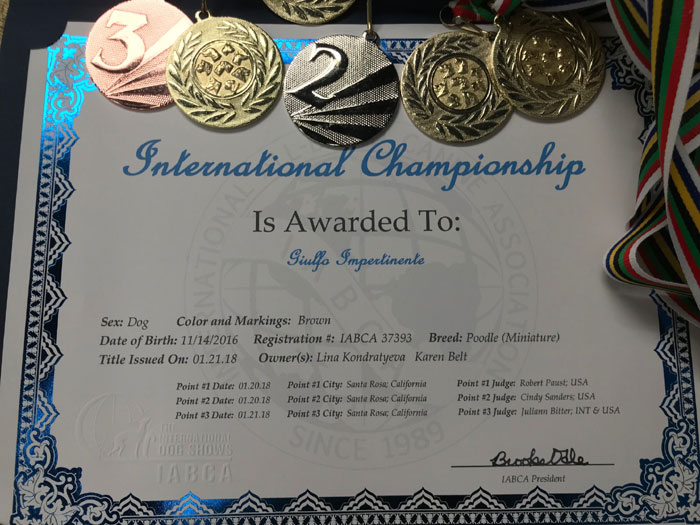 3
2
International Championship
Is Awarded To:
Giulfo Impertinente
Sex: Dog Color and Markings: Brown
Date of Birth: 11/14/2016 Registration #: IABCA 37393 Breed: Poodle (Miniature)
Title Issued On: 01.21.18 Owner(s): Lina Kondratyeva Karen Belt
Point #1 Date: 01.20.18 Point #1 City: Santa Rosa; California Point #1 Judge: Robert Paust; USA
Point #2 Date: 01.20.18 Point #2 City: Santa Rosa; California Point #2 Judge: Cindy Sanders; USA
Point #3 Date: 01.21.18 Point #3 City: Santa Rosa; California Point #3 Judge: Juliann Bitter; INT & USA
INTERNATIONAL ASSOCIATION
SINCE 1989
THE
INTERNATIONAL
DOG SHOWS
IABCA
IABCA President